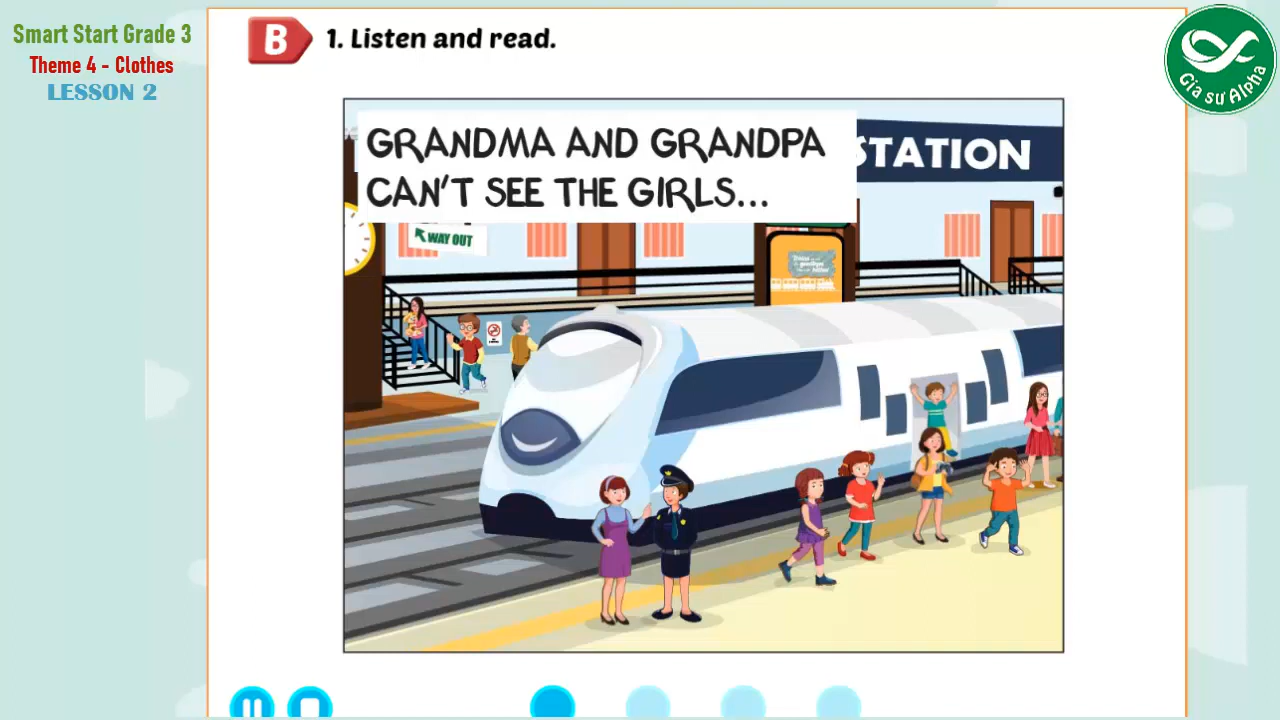 Smart Start Grade 3
Theme 4 - Clothes
LESSON 2
B
1. Listen and read.
Gia sư Alpha
GRANDMA AND GRANDPA
CAN'T SEE THE GIRLS...
STATION
WAY OUT